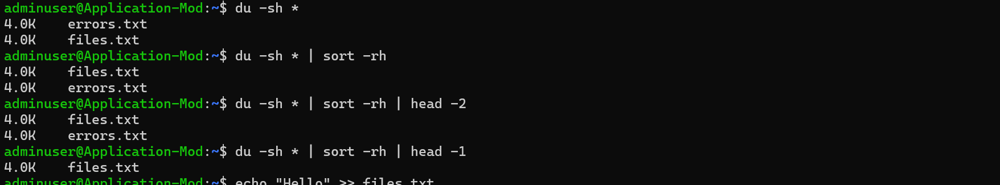 adminuser@Application-Mod:~$ du -sh *
4.0K    errors.txt
4.0K    files.txt
adminuser@Application-Mod:~$ du -sh * | sort -rh
4.0K    files.txt
4.0K    errors.txt
adminuser@Application-Mod:~$ du -sh * | sort -rh | head -2
4.0K    files.txt
4.0K    errors.txt
adminuser@Application-Mod:~$ du -sh * | sort -rh | head -1
4.0K    files.txt
adminuser@Application-Mod:~$ echo "Hello" >> files.txt